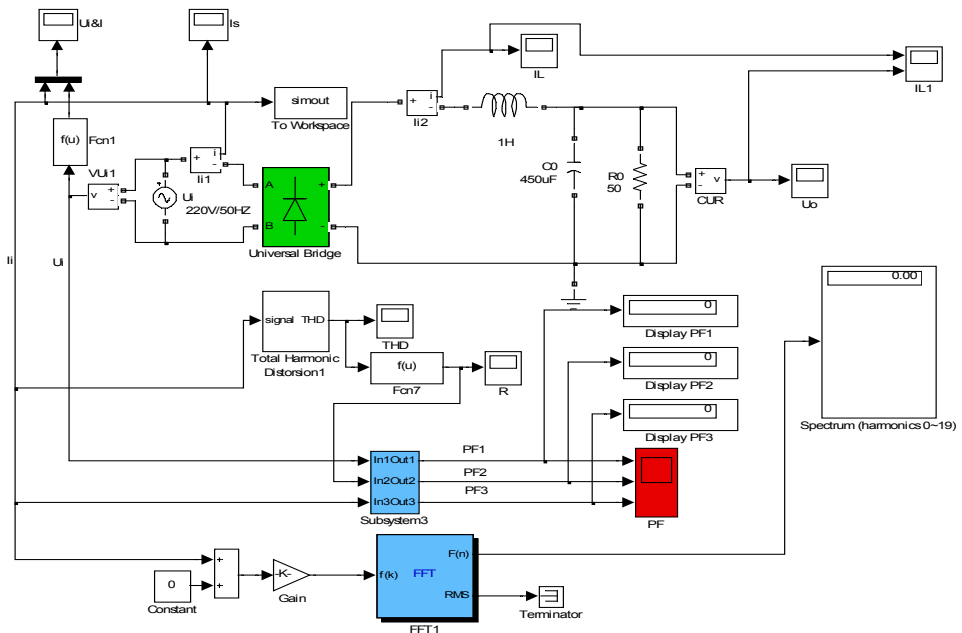 Ui&I
Is
IL
IL1
simout
To Workspace
i
+
-
Ii2
1H
f(u)
Fcn1
VUi1
v
+
-
+
i
-
Ii1
Ui
220V/50HZ
A
B
+
-
Universal Bridge
C0
450uF
R0
50
+
-
v
CUR
Uo
Ii
Ui
signal THD
Total Harmonic
Distorsion1
THD
f(u)
Fcn7
R
0
Display PF1
0
Display PF2
0
Display PF3
0.00
Spectrum (harmonics 0~19)
In1Out1
In2Out2
In3Out3
Subsystem3
PF1
PF2
PF3
PF
+
+
0
Constant
-K-
Gain
f(k)
FFT
F(n)
RMS
FFT1
Terminator